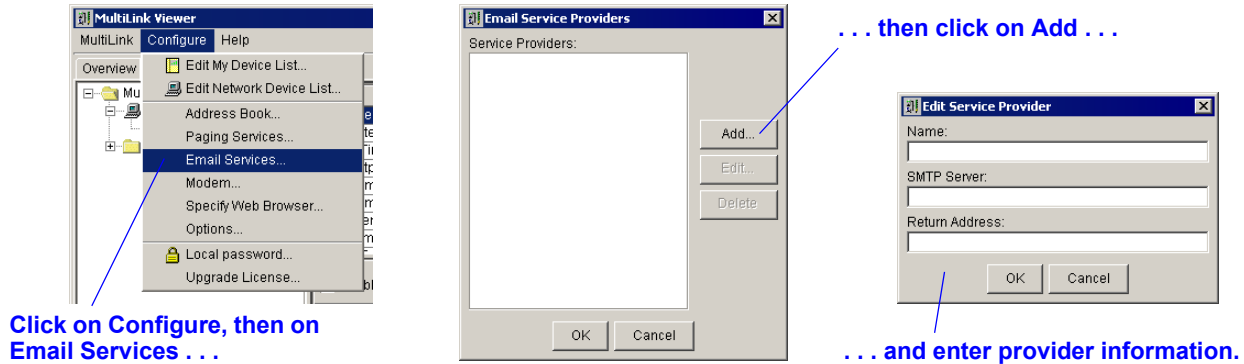 MultiLink Viewer
MultiLink Configure Help
Overview
Edit My Device List...
Mu
Edit Network Device List...
Address Book...
Paging Services...
Email Services...
Modem...
Specify Web Browser...
Options...
Local password...
Upgrade License...
Click on Configure, then on
Email Services . . .
Email Service Providers
Service Providers:
Add...
Edit...
Delete
OK Cancel
. . . then click on Add . . .
Edit Service Provider
Name:
SMTP Server:
Return Address:
OK Cancel
. . . and enter provider information.